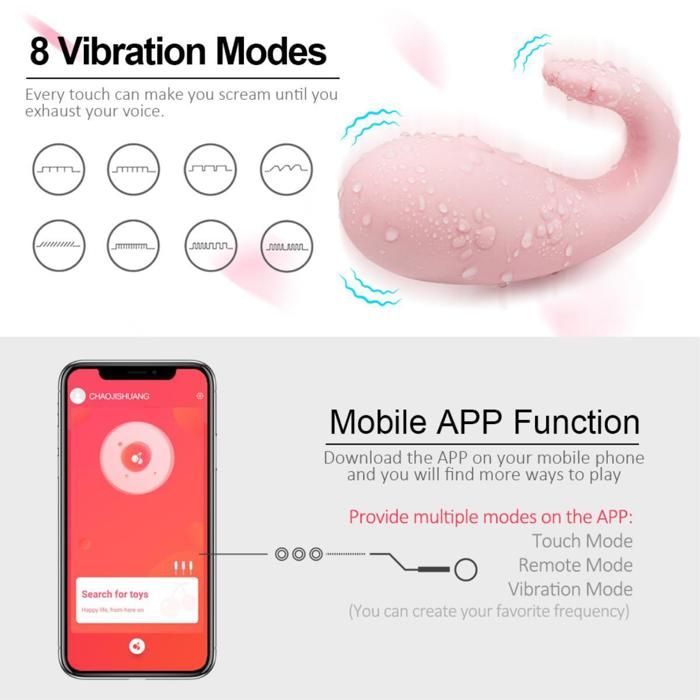 8 Vibration Modes
Every touch can make you scream until you
exhaust your voice.
CHAOJISHUANG
Search for toys
Happy life, from here on
Mobile APP Function
Download the APP on your mobile phone
and you will find more ways to play
Provide multiple modes on the APP:
Touch Mode
Remote Mode
Vibration Mode
(You can create your favorite frequency)